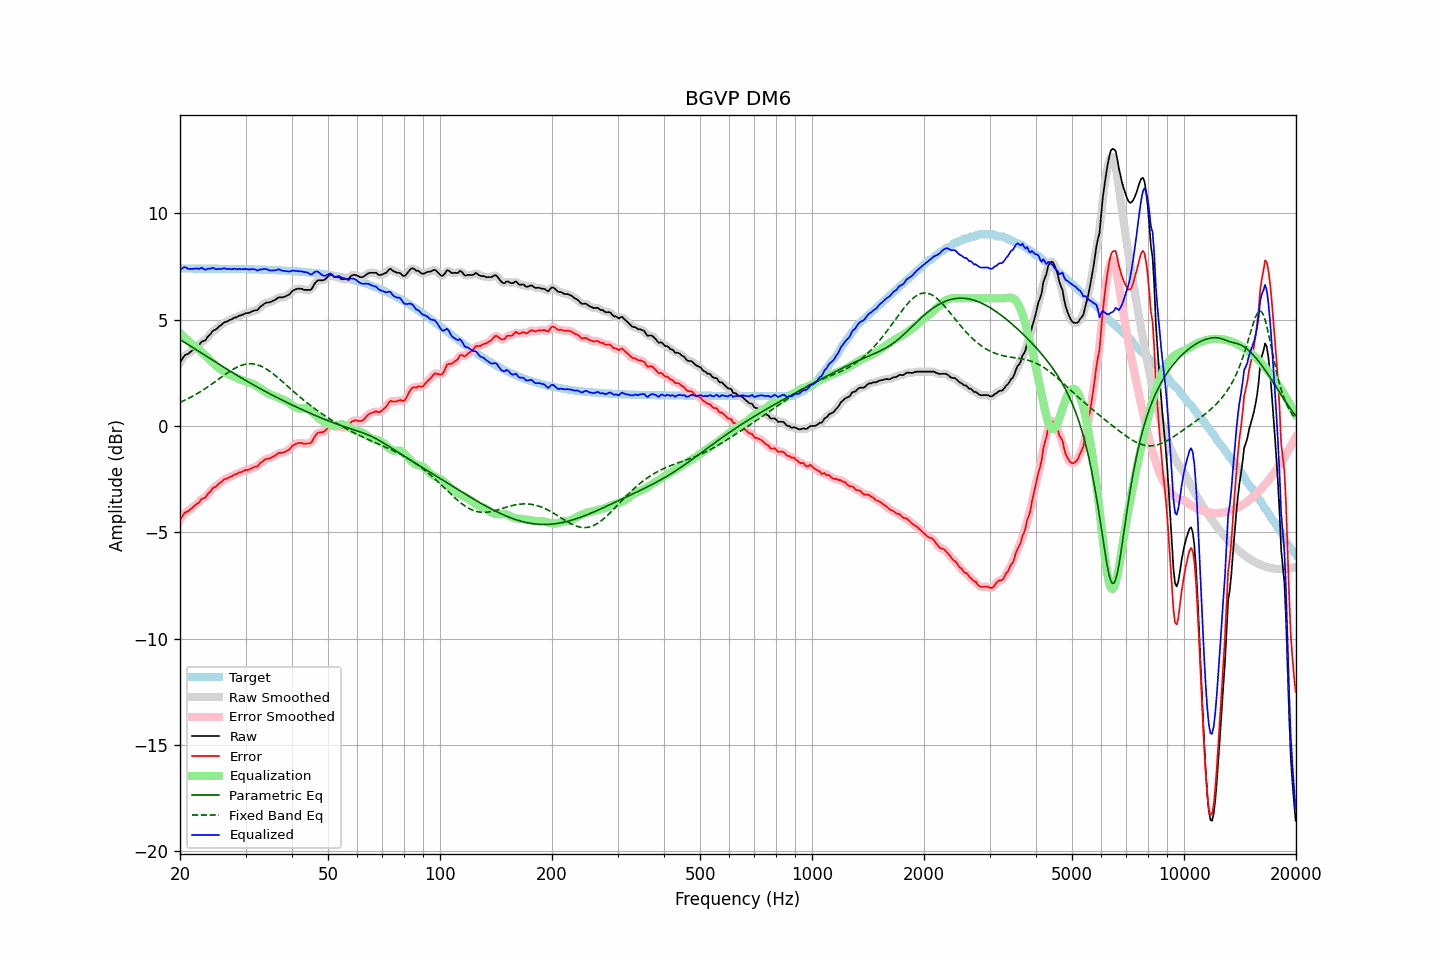 BGVP DM6
Amplitude (dBr)
10
5
0
−5
−10
−15
−20
Target
Raw Smoothed
Error Smoothed
Raw
Error
Equalization
Parametric Eq
Fixed Band Eq
Equalized
20 50 100 200 500 1000 2000 5000 10000 20000
Frequency (Hz)